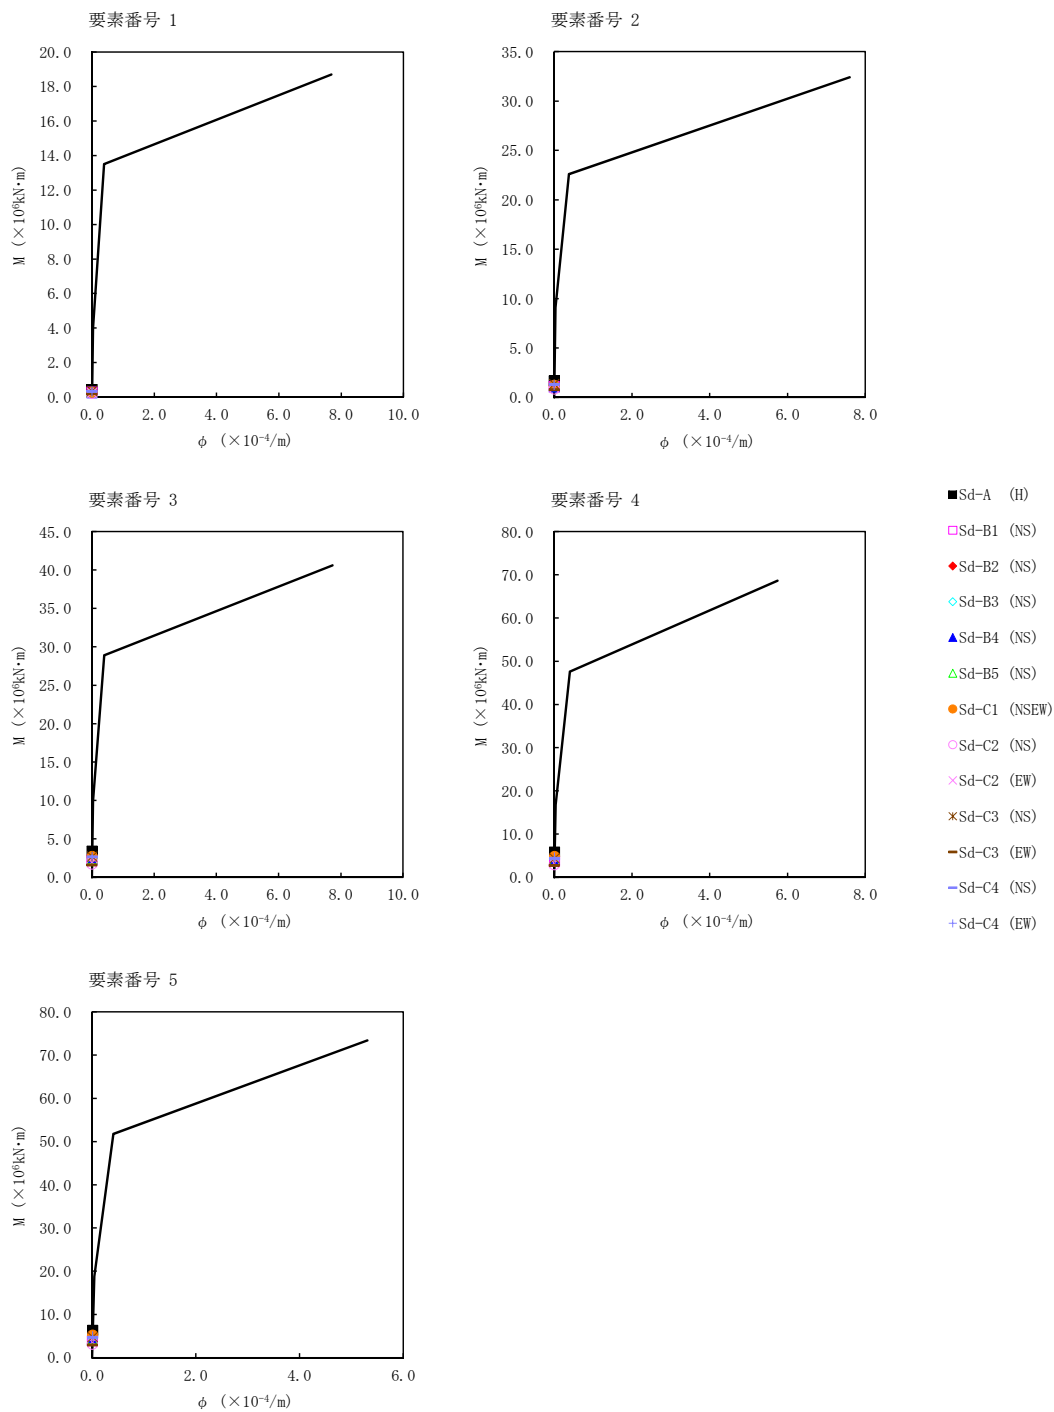 要素番号 1
20.0
18.0
16.0
14.0
12.0
10.0
8.0
6.0
4.0
2.0
0.0
M (×10⁶kN·m)
0.0 2.0 4.0 6.0 8.0 10.0
φ (×10⁻⁴/m)
要素番号 2
35.0
30.0
25.0
20.0
15.0
10.0
5.0
0.0
M (×10⁶kN·m)
0.0 2.0 4.0 6.0 8.0
φ (×10⁻⁴/m)
要素番号 3
45.0
40.0
35.0
30.0
25.0
20.0
15.0
10.0
5.0
0.0
M (×10⁶kN·m)
0.0 2.0 4.0 6.0 8.0 10.0
φ (×10⁻⁴/m)
要素番号 4
80.0
70.0
60.0
50.0
40.0
30.0
20.0
10.0
0.0
M (×10⁶kN·m)
0.0 2.0 4.0 6.0 8.0
φ (×10⁻⁴/m)
Sd-A (H)
Sd-B1 (NS)
Sd-B2 (NS)
Sd-B3 (NS)
Sd-B4 (NS)
Sd-B5 (NS)
Sd-C1 (NSEW)
Sd-C2 (NS)
Sd-C2 (EW)
Sd-C3 (NS)
Sd-C3 (EW)
Sd-C4 (NS)
Sd-C4 (EW)
要素番号 5
80.0
70.0
60.0
50.0
40.0
30.0
20.0
10.0
0.0
M (×10⁶kN·m)
0.0 2.0 4.0 6.0
φ (×10⁻⁴/m)